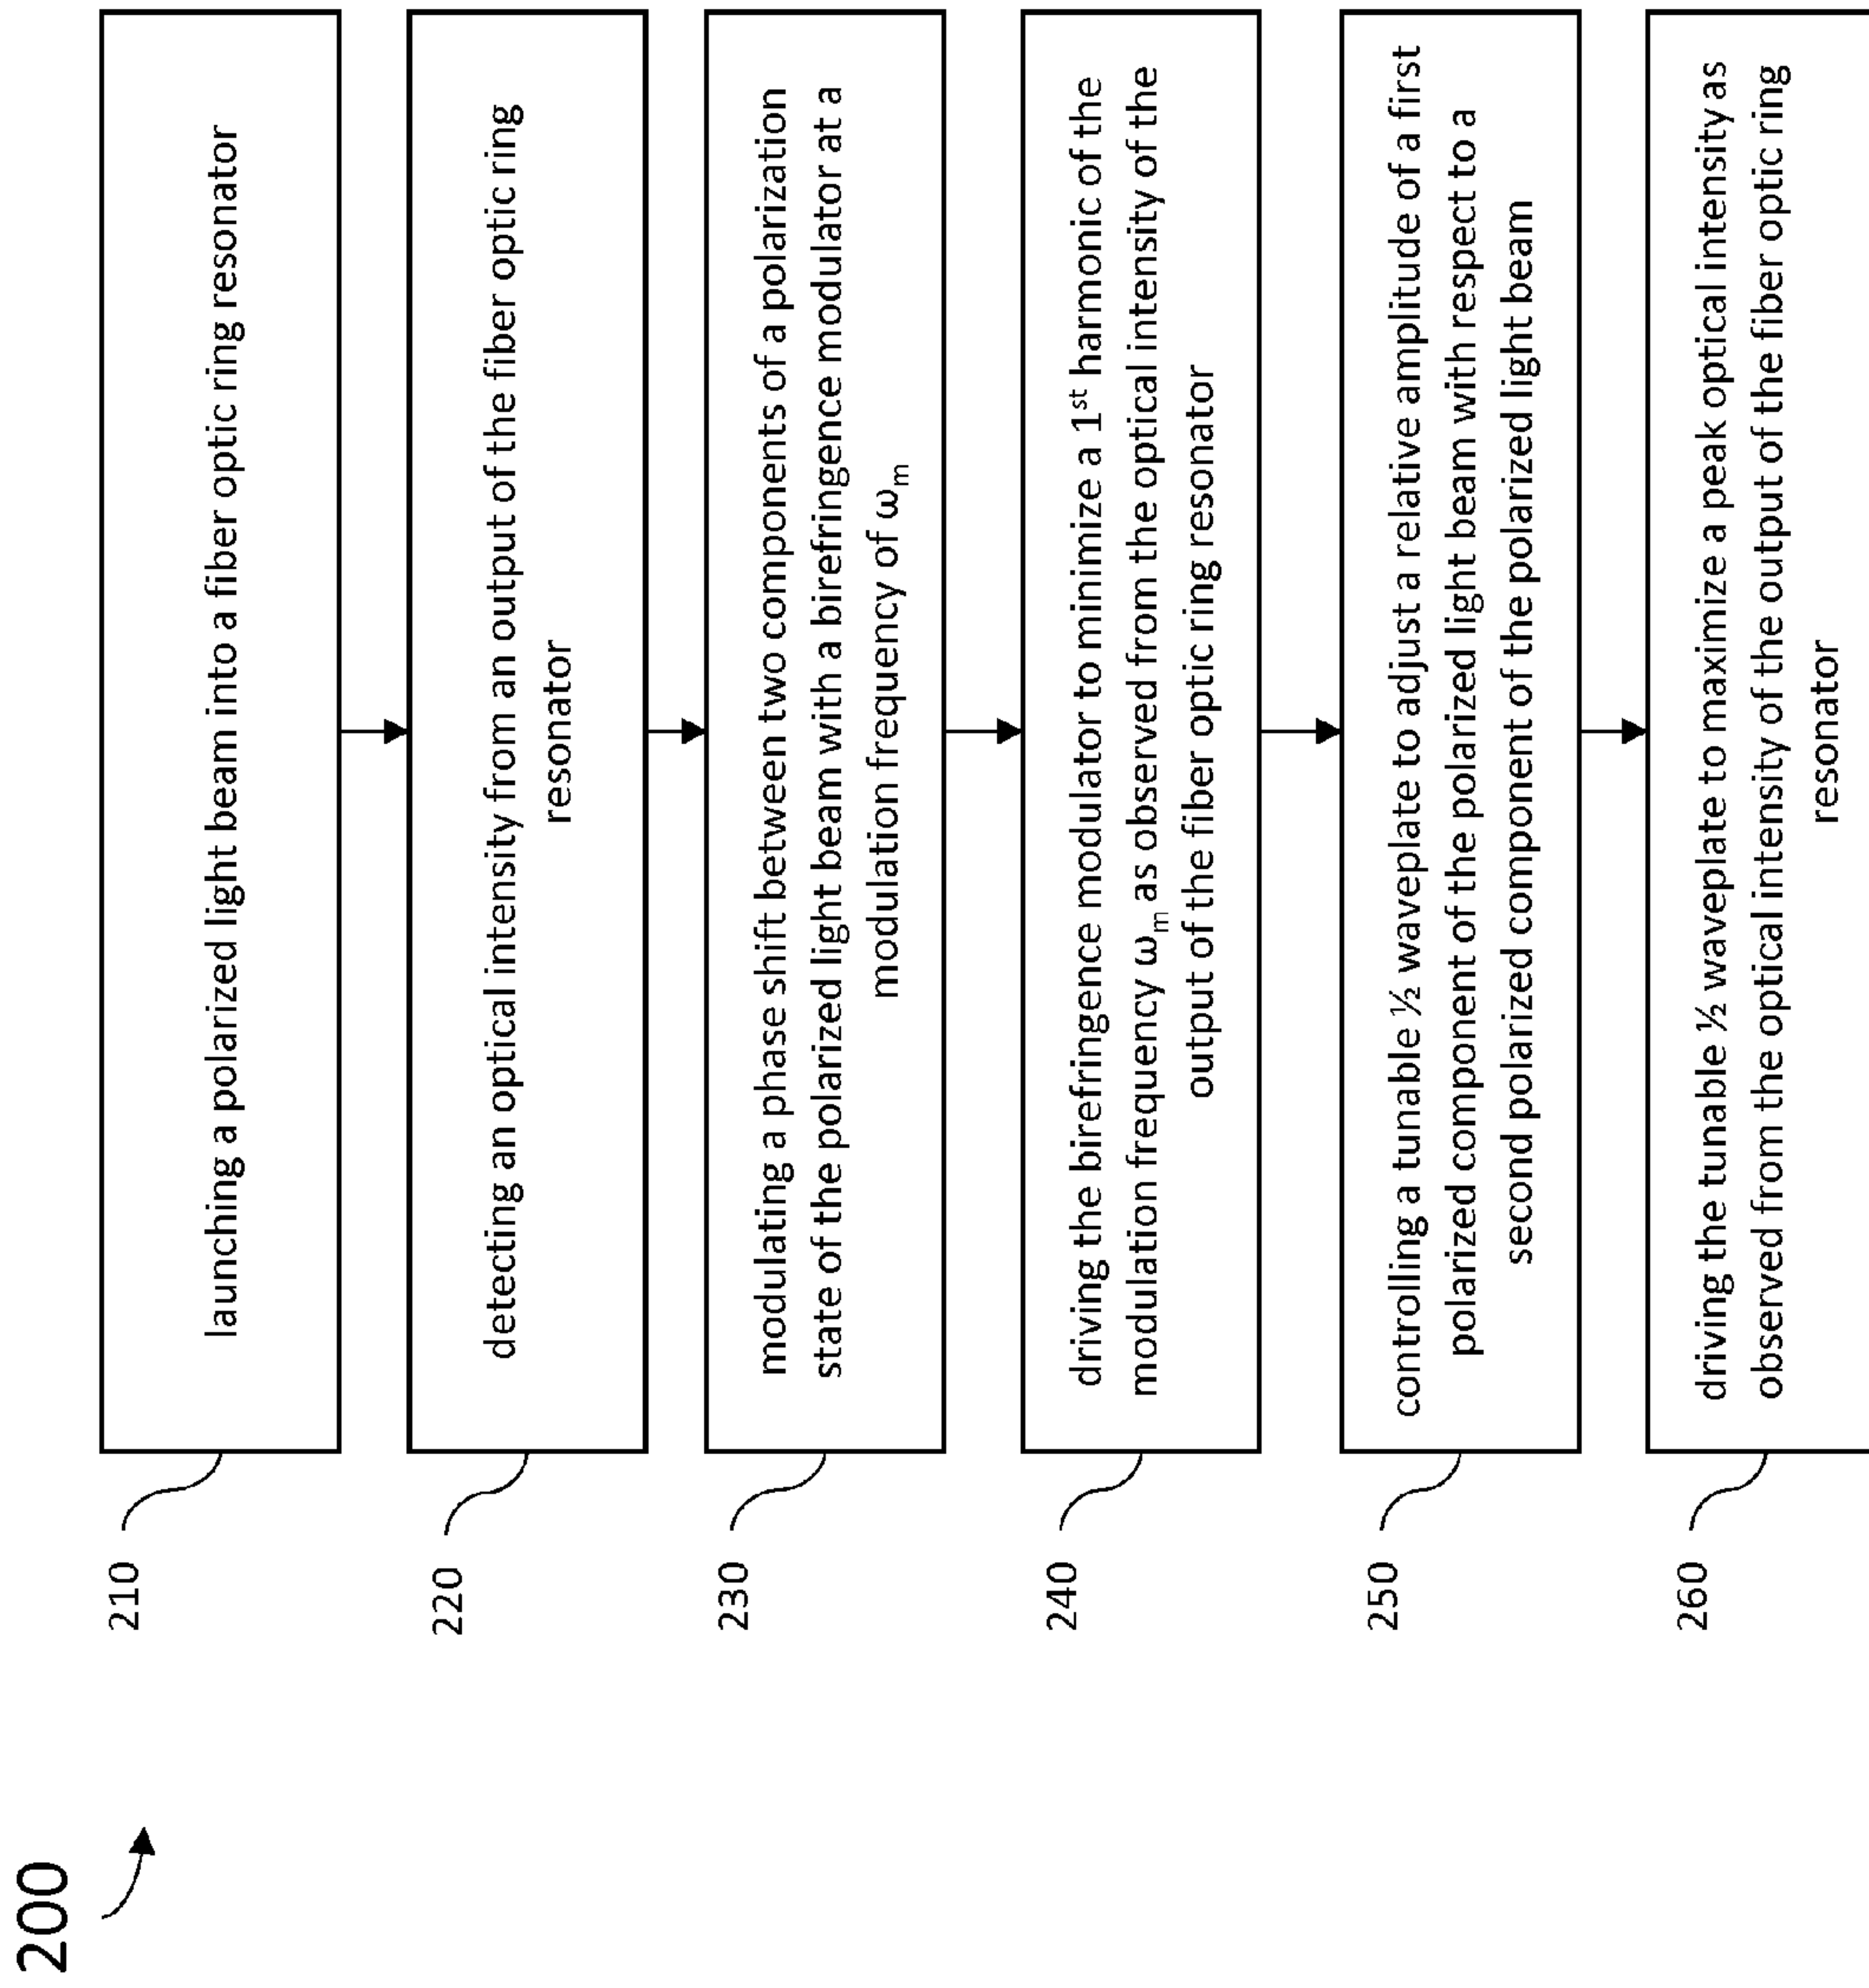 200
210
launching a polarized light beam into a fiber optic ring resonator
220
detecting an optical intensity from an output of the fiber optic ring
resonator
230
modulating a phase shift between two components of a polarization
state of the polarized light beam with a birefringence modulator at a
modulation frequency of ωm
240
driving the birefringence modulator to minimize a 1st harmonic of the
modulation frequency ωm as observed from the optical intensity of the
output of the fiber optic ring resonator
250
controlling a tunable ½ waveplate to adjust a relative amplitude of a first
polarized component of the polarized light beam with respect to a
second polarized component of the polarized light beam
260
driving the tunable ½ waveplate to maximize a peak optical intensity as
observed from the optical intensity of the output of the fiber optic ring
resonator